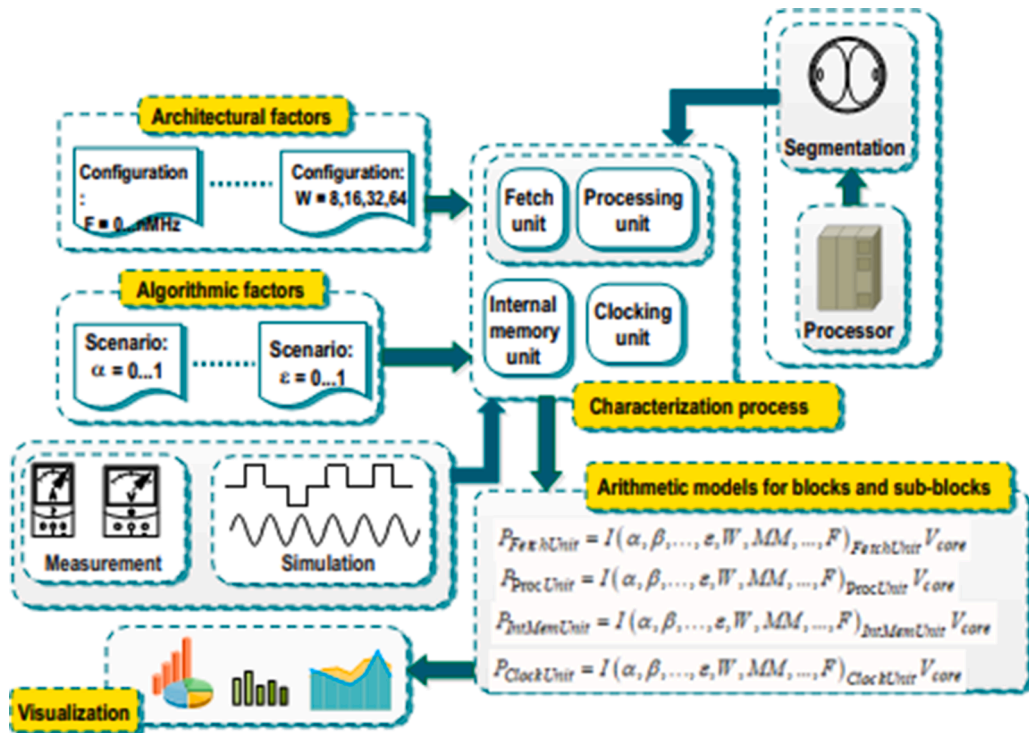 Architectural factors
Configuration
:
F = 0...nMHz
Configuration:
W = 8,16,32,64
Algorithmic factors
Scenario:
α = 0...1
Scenario:
ε = 0...1
Measurement
Simulation
A
V
Fetch
unit
Processing
unit
Internal
memory
unit
Clocking
unit
Characterization process
Segmentation
Processor
Arithmetic models for blocks and sub-blocks
P_FetchUnit = I(α, β,..., e, W, MM, ..., F)_FetchUnit V_core
P_ProcUnit = I(α, β,..., e, W, MM, ..., F)_ProcUnit V_core
P_IntMemUnit = I(α, β,..., e, W, MM, ..., F)_IntMemUnit V_core
P_ClockUnit = I(α, β,..., e, W, MM, ..., F)_ClockUnit V_core
Visualization